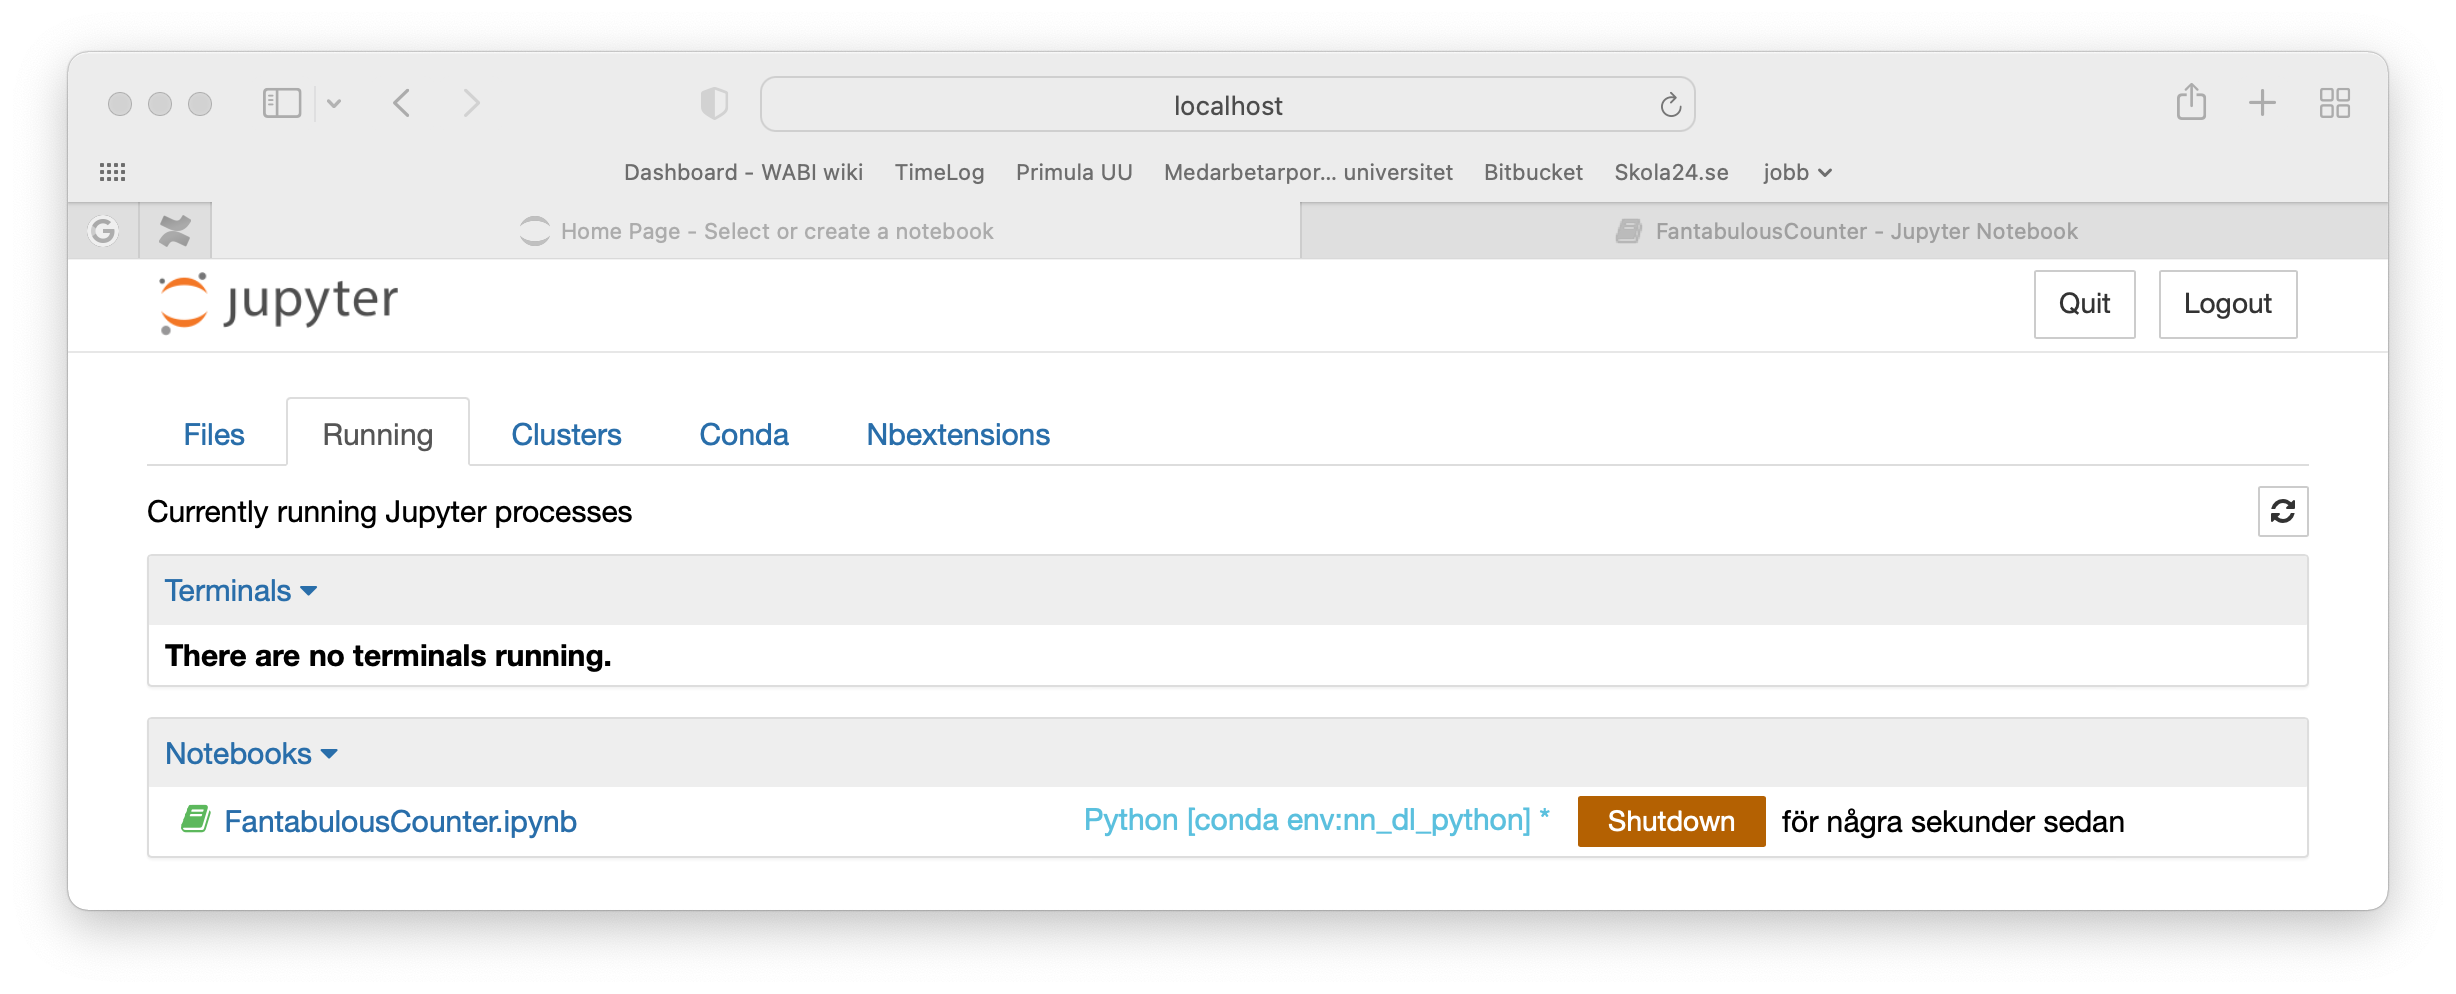 localhost
Dashboard - WABI wiki TimeLog Primula UU Medarbetarpor... universitet Bitbucket Skola24.se jobb
G Home Page - Select or create a notebook FantabulousCounter - Jupyter Notebook
jupyter Quit Logout
Files Running Clusters Conda Nbextensions
Currently running Jupyter processes
Terminals
There are no terminals running.
Notebooks
FantabulousCounter.ipynb Python [conda env:nn_dl_python] * Shutdown för några sekunder sedan